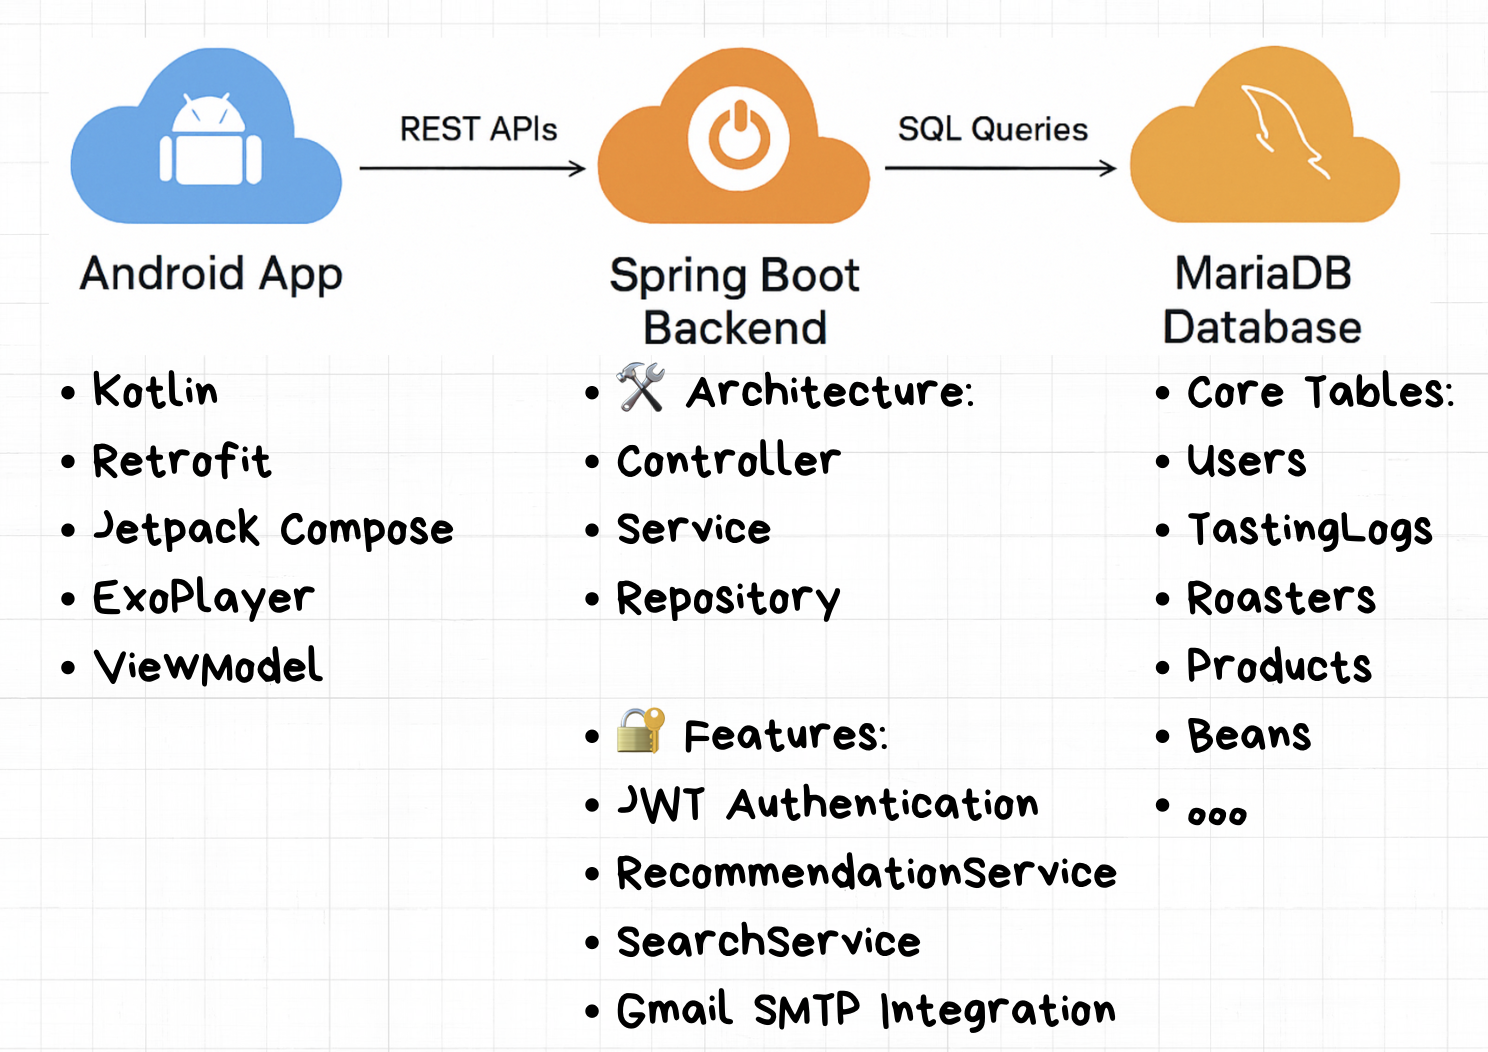 REST APIs
SQL Queries
Android App
Spring Boot
Backend
MariaDB
Database
• Kotlin
• Retrofit
• Jetpack Compose
• ExoPlayer
• ViewModel
• 🛠 Architecture:
• Controller
• Service
• Repository
• 🔐 Features:
• JWT Authentication
• RecommendationService
• SearchService
• Gmail SMTP Integration
• Core Tables:
• Users
• TastingLogs
• Roasters
• Products
• Beans
• ...